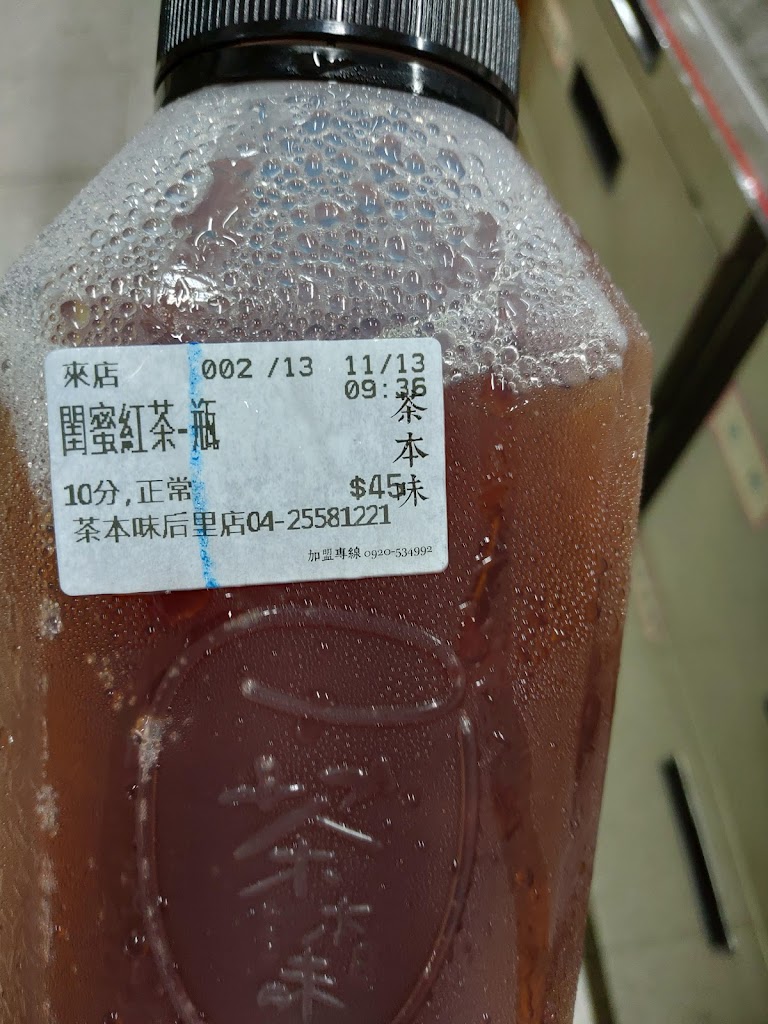 來店 002 /13 11/13
09:36
閨蜜紅茶-瓶
茶本味
10分,正常 $45
茶本味后里店04-25581221
加盟專線 0920-534992
茶本味